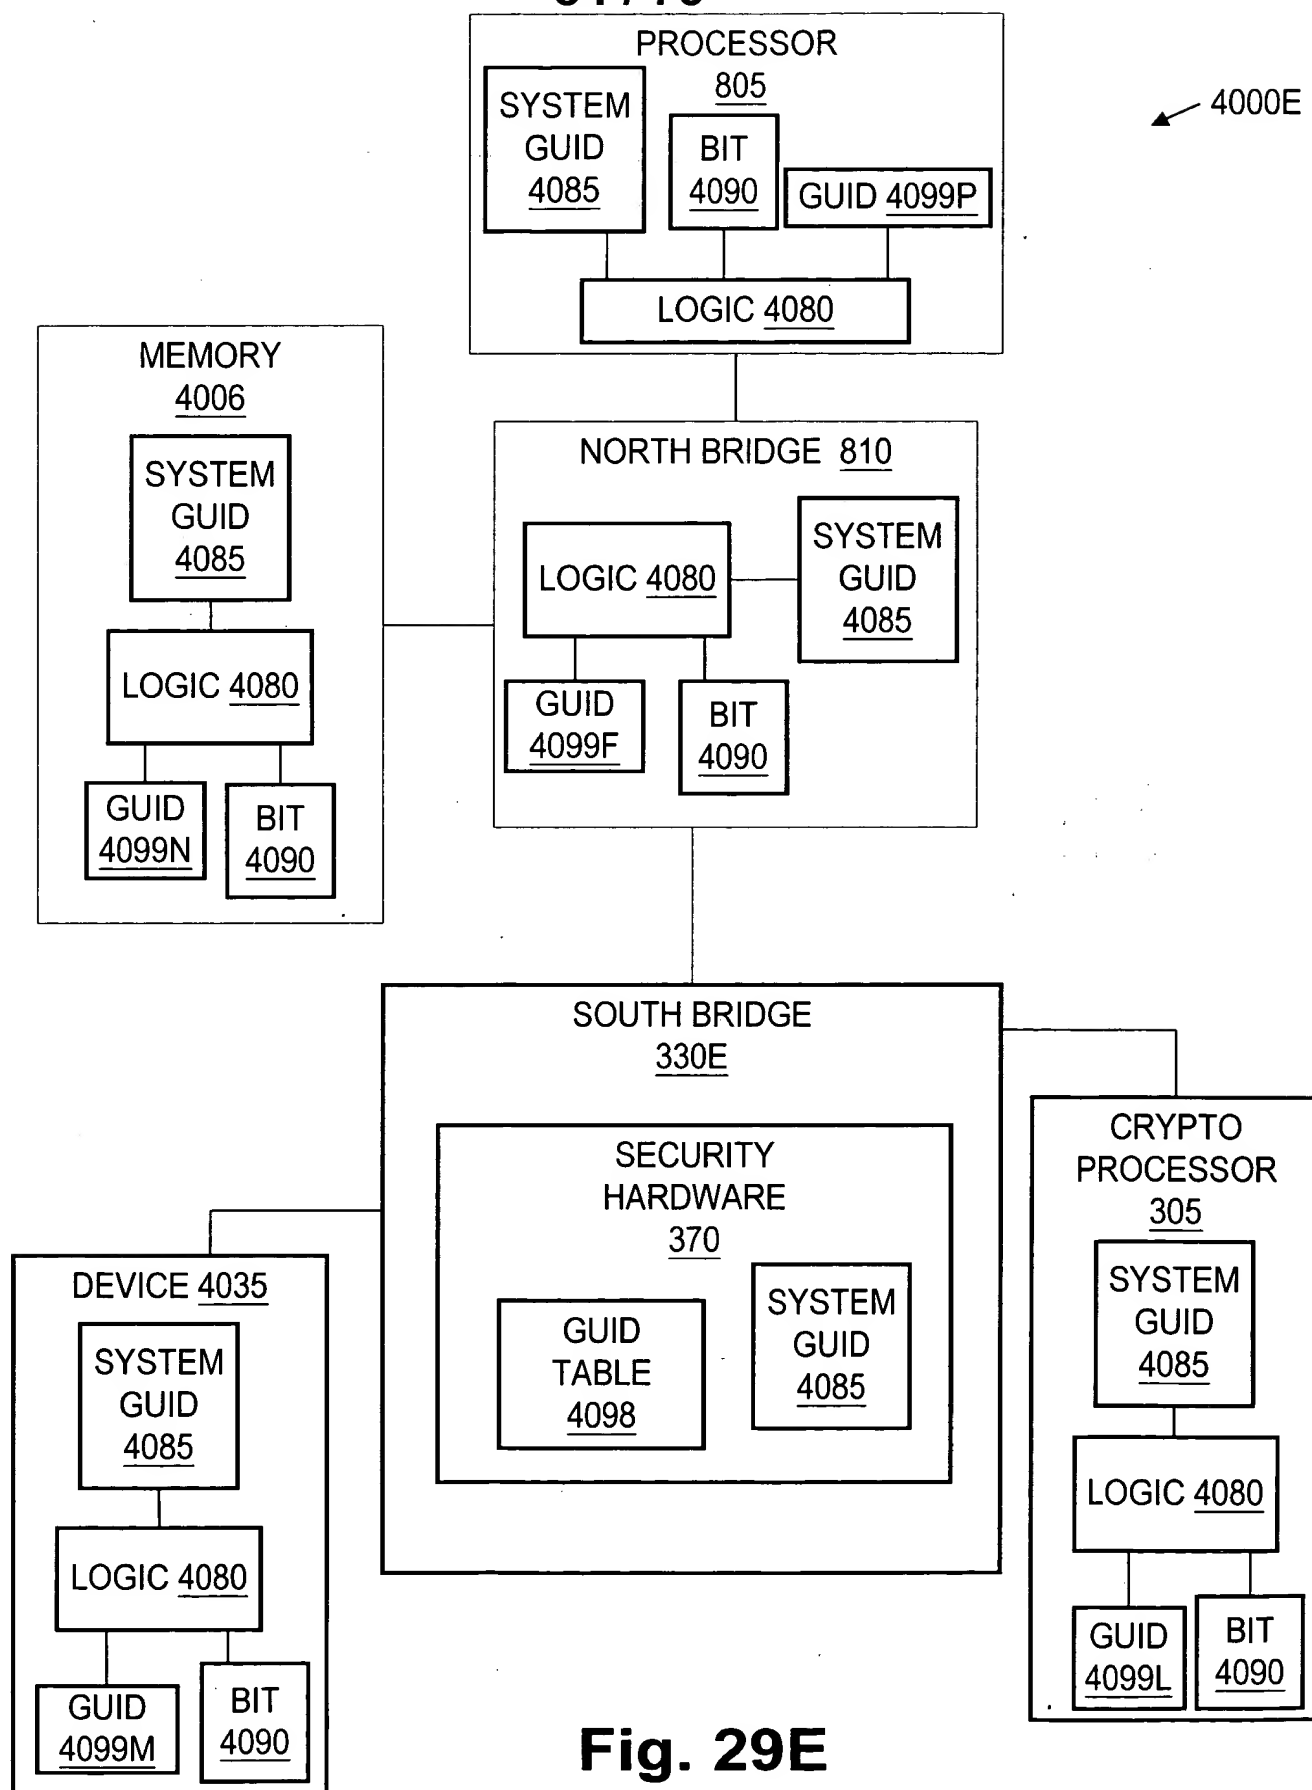 PROCESSOR
805
SYSTEM
GUID
4085
BIT
4090
GUID 4099P
LOGIC 4080
4000E
MEMORY
4006
SYSTEM
GUID
4085
LOGIC 4080
GUID
4099N
BIT
4090
NORTH BRIDGE 810
LOGIC 4080
SYSTEM
GUID
4085
GUID
4099F
BIT
4090
SOUTH BRIDGE
330E
SECURITY
HARDWARE
370
GUID
TABLE
4098
SYSTEM
GUID
4085
CRYPTO
PROCESSOR
305
SYSTEM
GUID
4085
LOGIC 4080
GUID
4099L
BIT
4090
DEVICE 4035
SYSTEM
GUID
4085
LOGIC 4080
GUID
4099M
BIT
4090
Fig. 29E